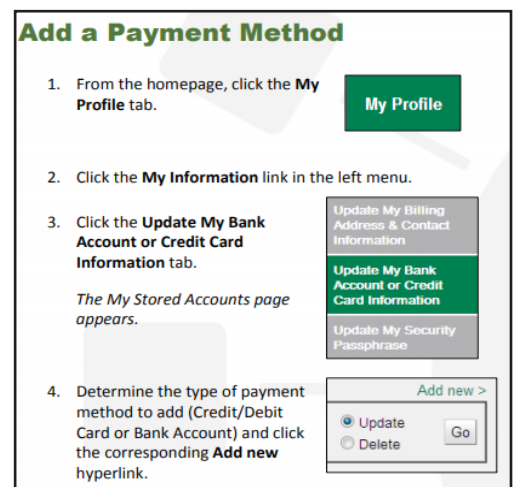 Add a Payment Method
1. From the homepage, click the My
Profile tab.
My Profile
2. Click the My Information link in the left menu.
3. Click the Update My Bank
Account or Credit Card
Information tab.
The My Stored Accounts page
appears.
Update My Billing
Address & Contact
Information
Update My Bank
Account or Credit
Card Information
Update My Security
Passphrase
4. Determine the type of payment
method to add (Credit/Debit
Card or Bank Account) and click
the corresponding Add new
hyperlink.
Add new >
Update
Delete
Go